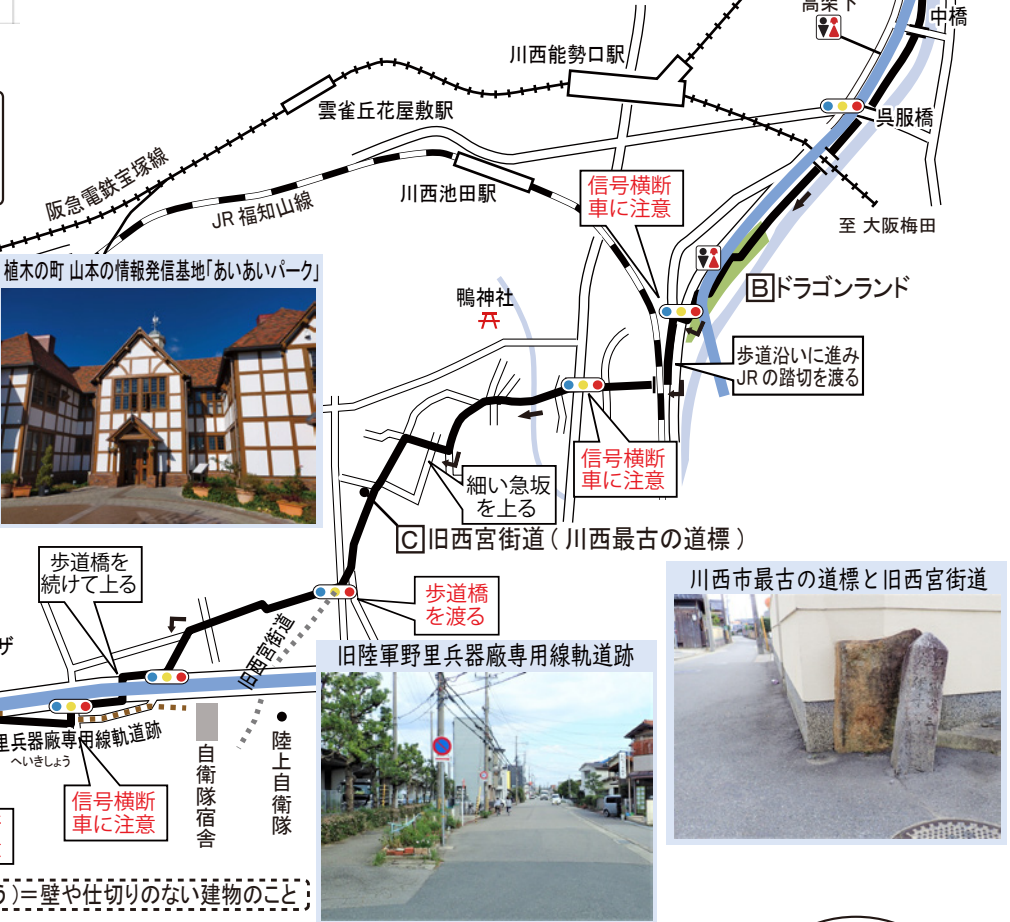 高架下
中橋
川西能勢口駅
雲雀丘花屋敷駅
呉服橋
阪急電鉄宝塚線
川西池田駅
JR福知山線
信号横断
車に注意
至 大阪梅田
植木の町 山本の情報発信基地「あいあいパーク」
鴨神社
B ドラゴンランド
歩道沿いに進み
JRの踏切を渡る
信号横断
車に注意
細い急坂
を上る
C 旧西宮街道(川西最古の道標)
歩道橋を
続けて上る
歩道橋
を渡る
川西市最古の道標と旧西宮街道
ザ
旧西宮街道
旧陸軍野里兵器廠専用線軌道跡
里兵器廠専用線軌道跡
へいきしょう
自衛隊宿舎
陸上自衛隊
信号横断
車に注意
う)=壁や仕切りのない建物のこと